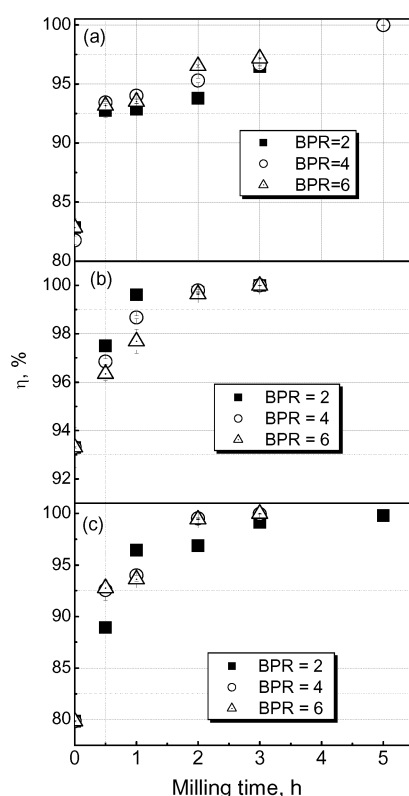 100
(a)
95
90
85
80
BPR=2
BPR=4
BPR=6
(b)
100
98
96
94
92
BPR = 2
BPR = 4
BPR = 6
η, %
(c)
100
95
90
85
80
BPR = 2
BPR = 4
BPR = 6
0 1 2 3 4 5
Milling time, h